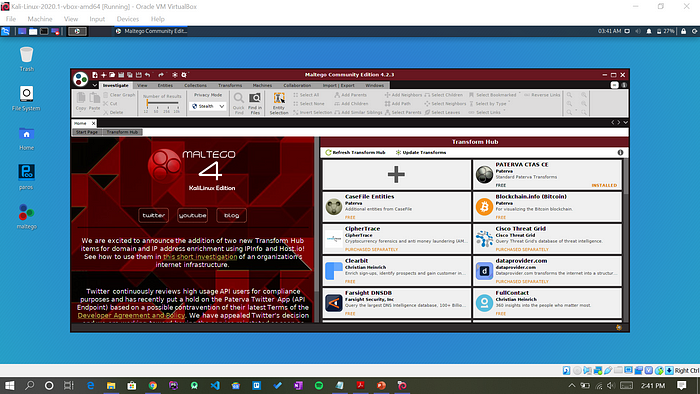 Kali-Linux-2020.1-vbox-amd64 [Running] - Oracle VM VirtualBox
File Machine View Input Devices Help
Maltego Community Edit...
03:41 AM
27%
Trash
File System
Home
paros
maltego
Maltego Community Edition 4.2.3
Investigate View Entities Collections Transforms Machines Collaboration Import | Export Windows
Copy Paste
Clear Graph
Cut
Delete
Number of Results
12 50 256 10k
Privacy Mode
Stealth
Quick Find
Find in Files
Entity Selection
Select All
Select None
Invert Selection
Add Parents
Add Children
Add Similar Siblings
Add Neighbors
Add Path
Select Parents
Select Neighbors
Select Children
Select Leaves
Select Bookmarked
Select by Type
Select Links
Reverse Links
Home
Start Page Transform Hub
MALTEGO
4
KaliLinux Edition
twitter youtube blog
We are excited to announce the addition of two new Transform Hub
items for domain and IP address enrichment using IPInfo and Host.io!
See how to use them in this short investigation of an organization's
internet infrastructure.
Twitter continuously reviews high usage API users for compliance
purposes and has recently put a hold on the Paterva Twitter App (API
Endpoint) based on a possible contravention of their latest Terms of the
Developer Agreement and Policy. We have appealed Twitter's decision
Transform Hub
Refresh Transform Hub Update Transforms
PATERVA CTAS CE
Paterva
Standard Paterva Transforms
FREE INSTALLED
CaseFile Entities
Paterva
Additional entities from CaseFile
FREE
Blockchain.info (Bitcoin)
Paterva
For visualizing the Bitcoin blockchain.
FREE
CipherTrace
CipherTrace
Cryptocurrency forensics and anti money laundering (AM...
PURCHASED SEPARATELY
Cisco Threat Grid
Cisco Threat Grid
Query Threat Grid's database of threat intelligence.
PURCHASED SEPARATELY
Clearbit
Christian Heinrich
Enrich sign-ups, identify prospects and gain customer in...
FREE
dataprovider.com
dataprovider.com
Dataprovider.com transforms the internet into a structur...
PURCHASED SEPARATELY
Farsight DNSDB
Farsight Security, Inc
Query the largest DNS Intelligence database, 100+ Billio...
FREE
FullContact
Christian Heinrich
360 insights into the people who matter most.
FREE
Right Ctrl
2:41 PM